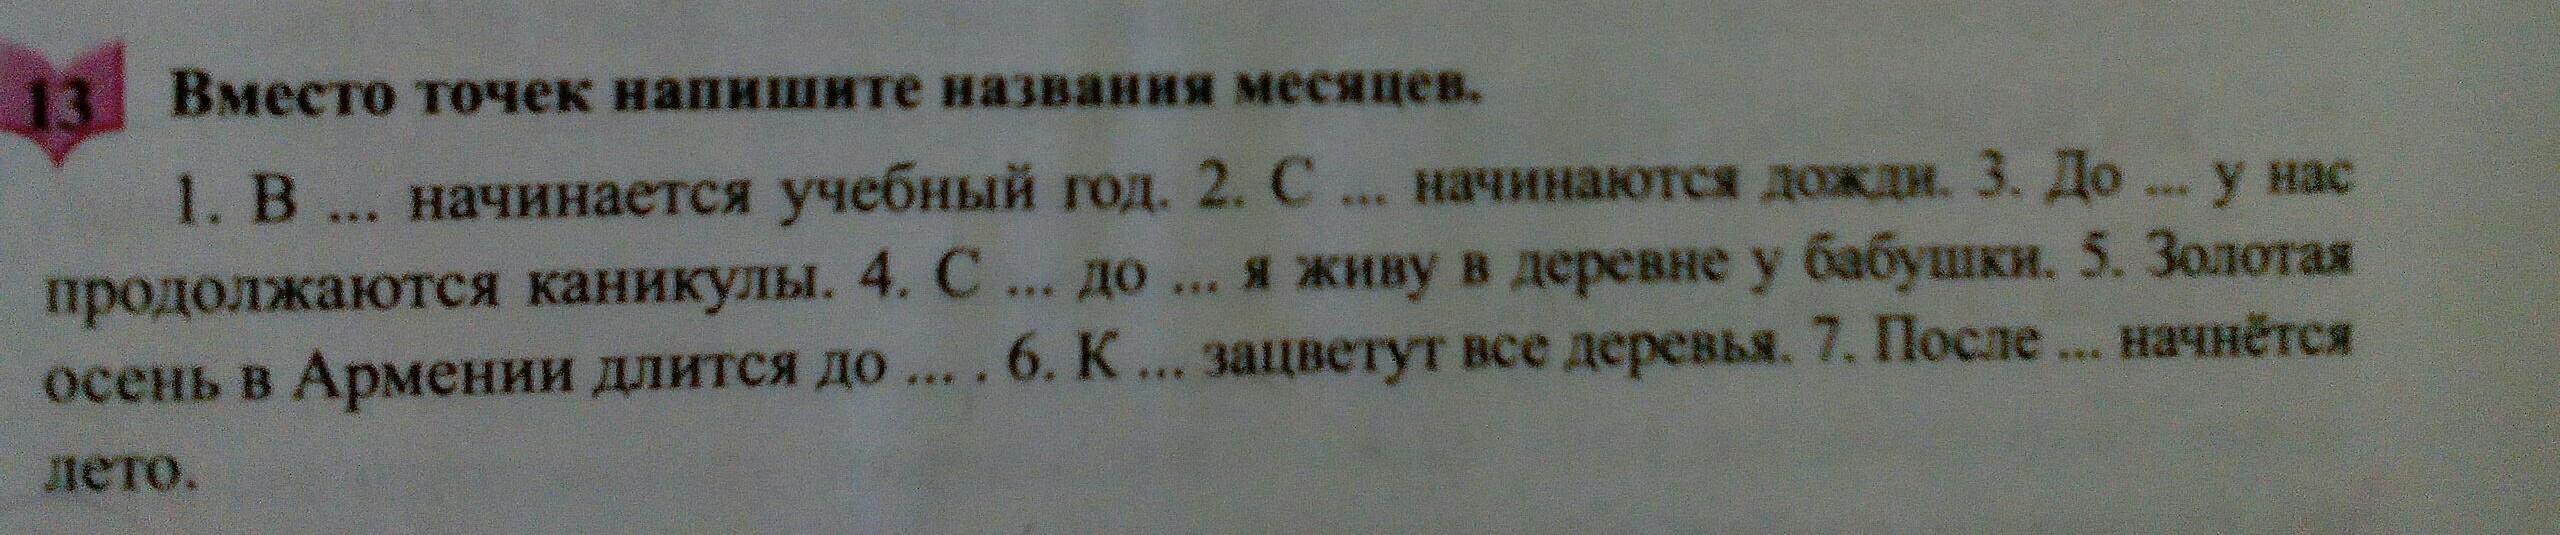 13 Вместо точек напишите названия месяцев.
1. В ... начинается учебный год. 2. С ... начинаются дожди. 3. До ... у нас
продолжаются каникулы. 4. С ... до ... я живу в деревне у бабушки. 5. Золотая
осень в Армении длится до ... . 6. К ... зацветут все деревья. 7. После ... начнётся
лето.